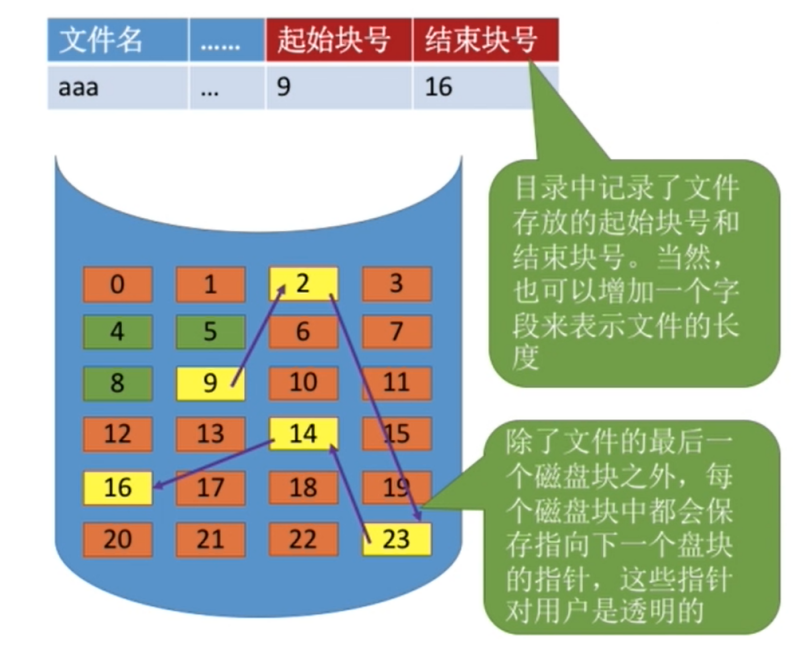 文件名 …… 起始块号 结束块号
aaa ... 9 16
目录中记录了文件
存放的起始块号和
结束块号。当然，
也可以增加一个字
段来表示文件的长
度
0 1 2 3
4 5 6 7
8 9 10 11
12 13 14 15
16 17 18 19
20 21 22 23
除了文件的最后一
个磁盘块之外，每
个磁盘块中都会保
存指向下一个盘块
的指针，这些指针
对用户是透明的